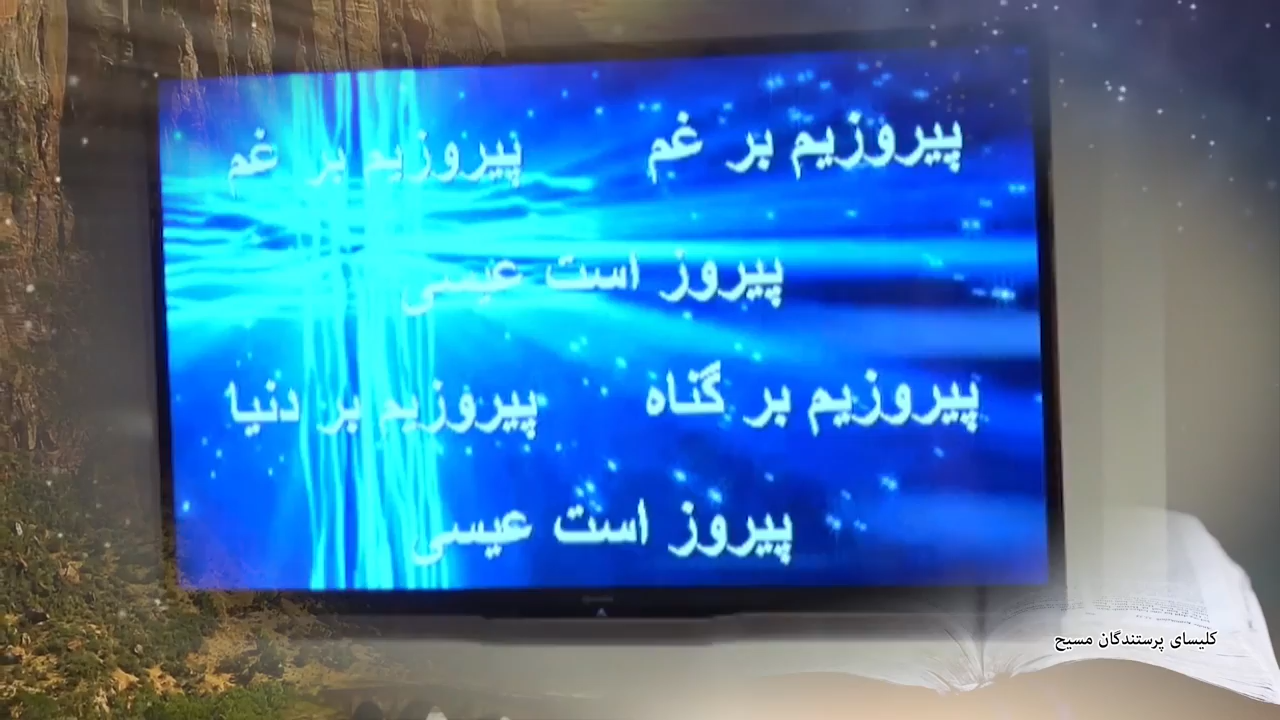 پیروزیم بر غم پیروزیم بر غم
پیروز است عیسی
پیروزیم بر گناه پیروزیم بر دنیا
پیروز است عیسی
کلیسای پرستندگان مسیح